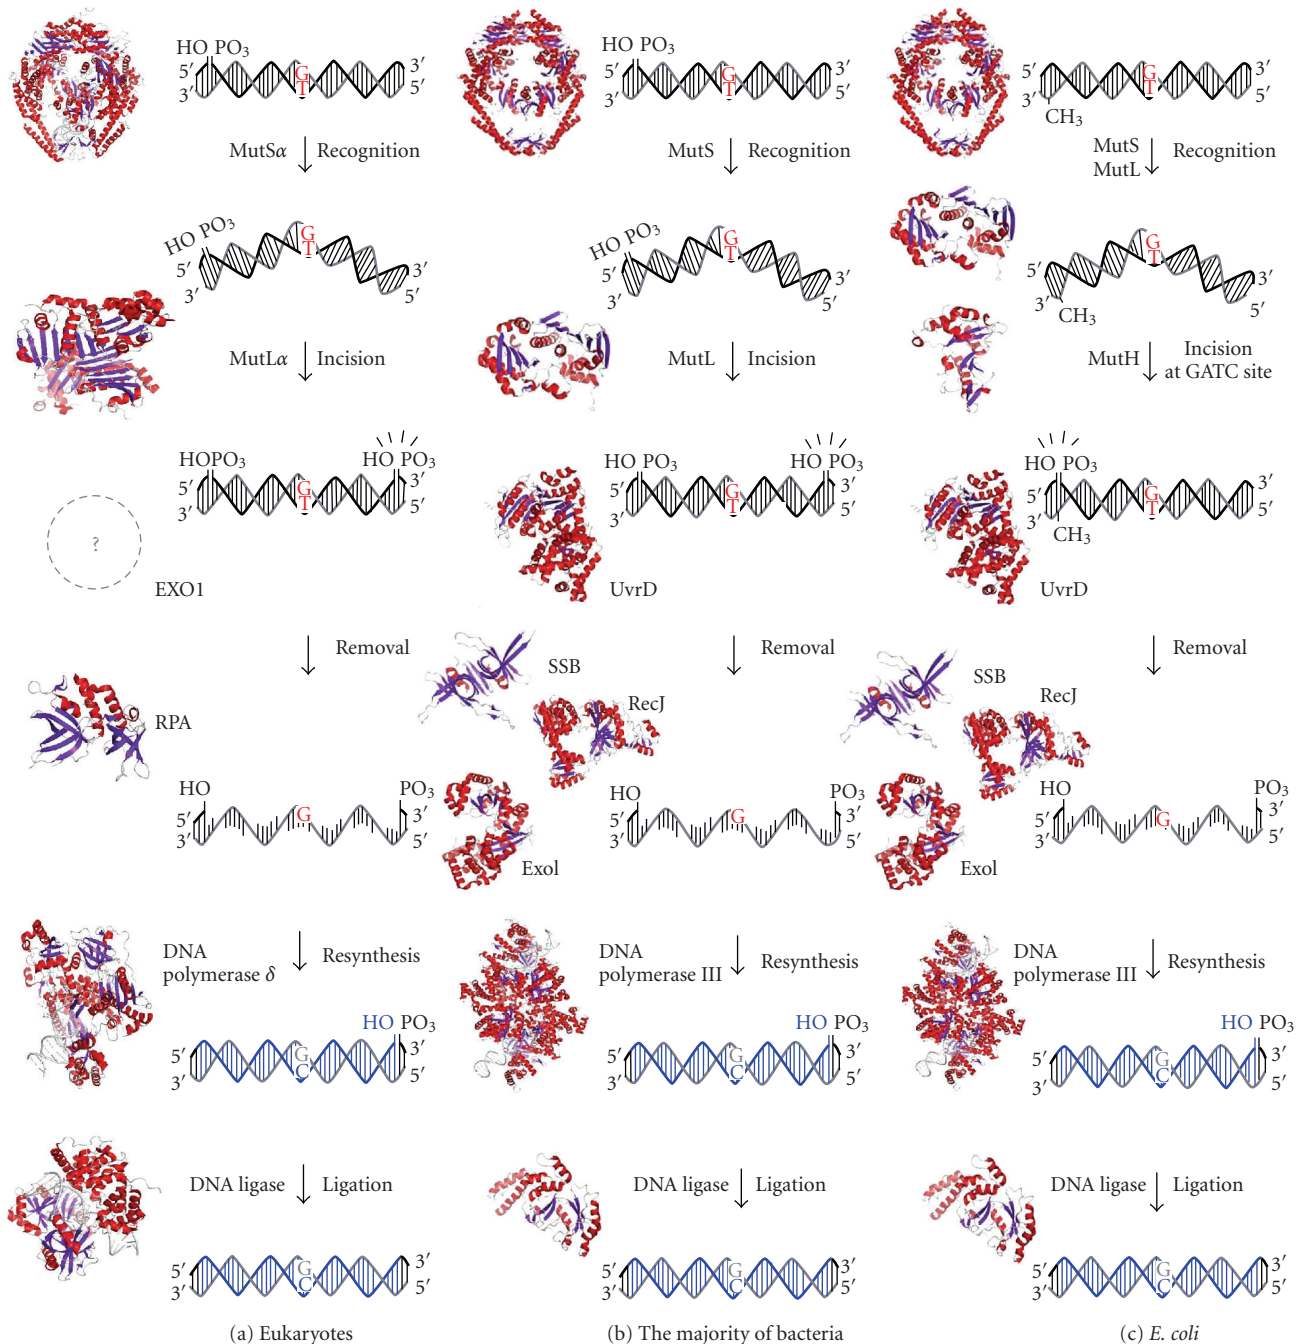 HO PO3
5′ 3′
G
T
3′ 5′
MutSα Recognition
HO PO3
5′ 3′
G
T
3′ 5′
MutLα Incision
HOPO3 HO PO3
5′ 3′
G
T
3′ 5′
?
EXO1
Removal
RPA
HO PO3
5′ 3′
G
3′ 5′
DNA
polymerase δ
Resynthesis
HO PO3
5′ 3′
G
C
3′ 5′
DNA ligase Ligation
5′ 3′
G
C
3′ 5′
(a) Eukaryotes
HO PO3
5′ 3′
G
T
3′ 5′
MutS Recognition
HO PO3
5′ 3′
G
T
3′ 5′
MutL Incision
HO PO3 HO PO3
5′ 3′
G
T
3′ 5′
UvrD
Removal
SSB
RecJ
HO PO3
5′ 3′
G
3′ 5′
ExoI
DNA
polymerase III
Resynthesis
HO PO3
5′ 3′
G
C
3′ 5′
DNA ligase Ligation
5′ 3′
G
C
3′ 5′
(b) The majority of bacteria
5′ 3′
G
T
3′ 5′
CH3
MutS
MutL
Recognition
5′ 3′
G
T
3′ 5′
CH3
MutH
Incision
at GATC site
HO PO3
5′ 3′
G
T
3′ 5′
CH3
UvrD
Removal
SSB
RecJ
HO PO3
5′ 3′
G
3′ 5′
ExoI
DNA
polymerase III
Resynthesis
HO PO3
5′ 3′
G
C
3′ 5′
DNA ligase Ligation
5′ 3′
G
C
3′ 5′
(c) E. coli